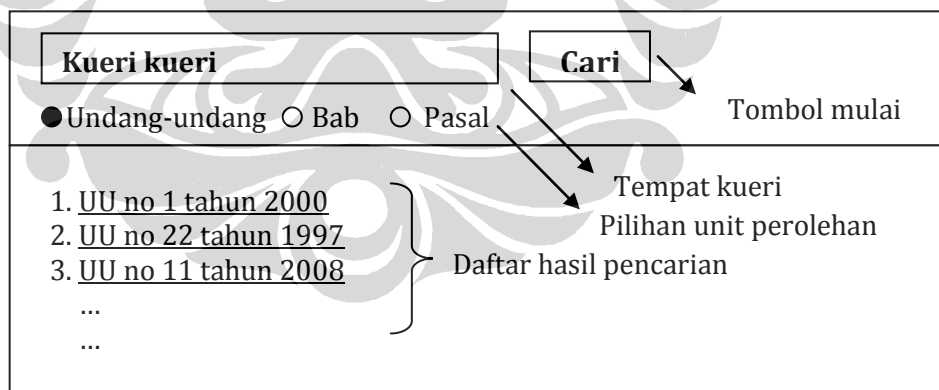 Kueri kueri
Cari
Undang-undang Bab Pasal
Tombol mulai
Tempat kueri
Pilihan unit perolehan
1. UU no 1 tahun 2000
2. UU no 22 tahun 1997
3. UU no 11 tahun 2008
...
...
Daftar hasil pencarian